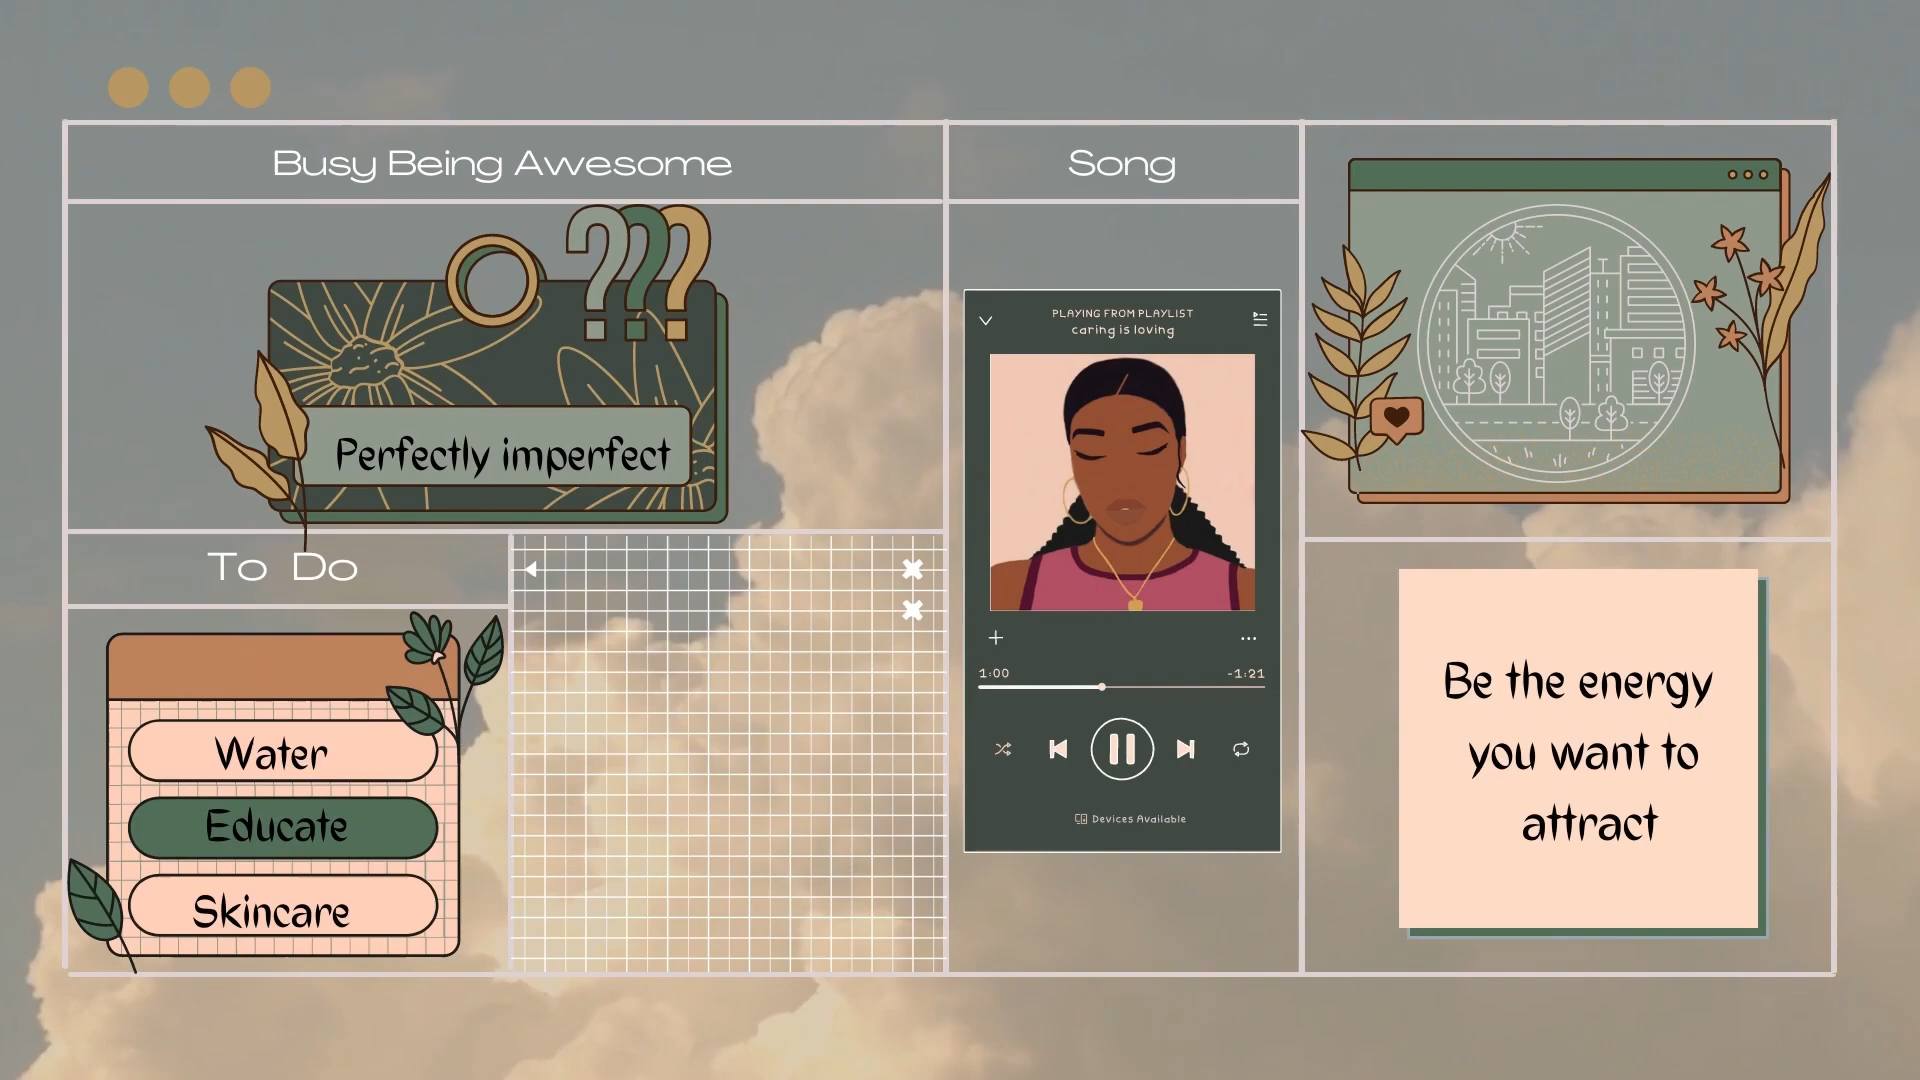 Busy Being Awesome
???
Perfectly imperfect
To Do
Water
Educate
Skincare
Song
PLAYING FROM PLAYLIST
caring is loving
1:00
-1:21
Devices Available
Be the energy
you want to
attract